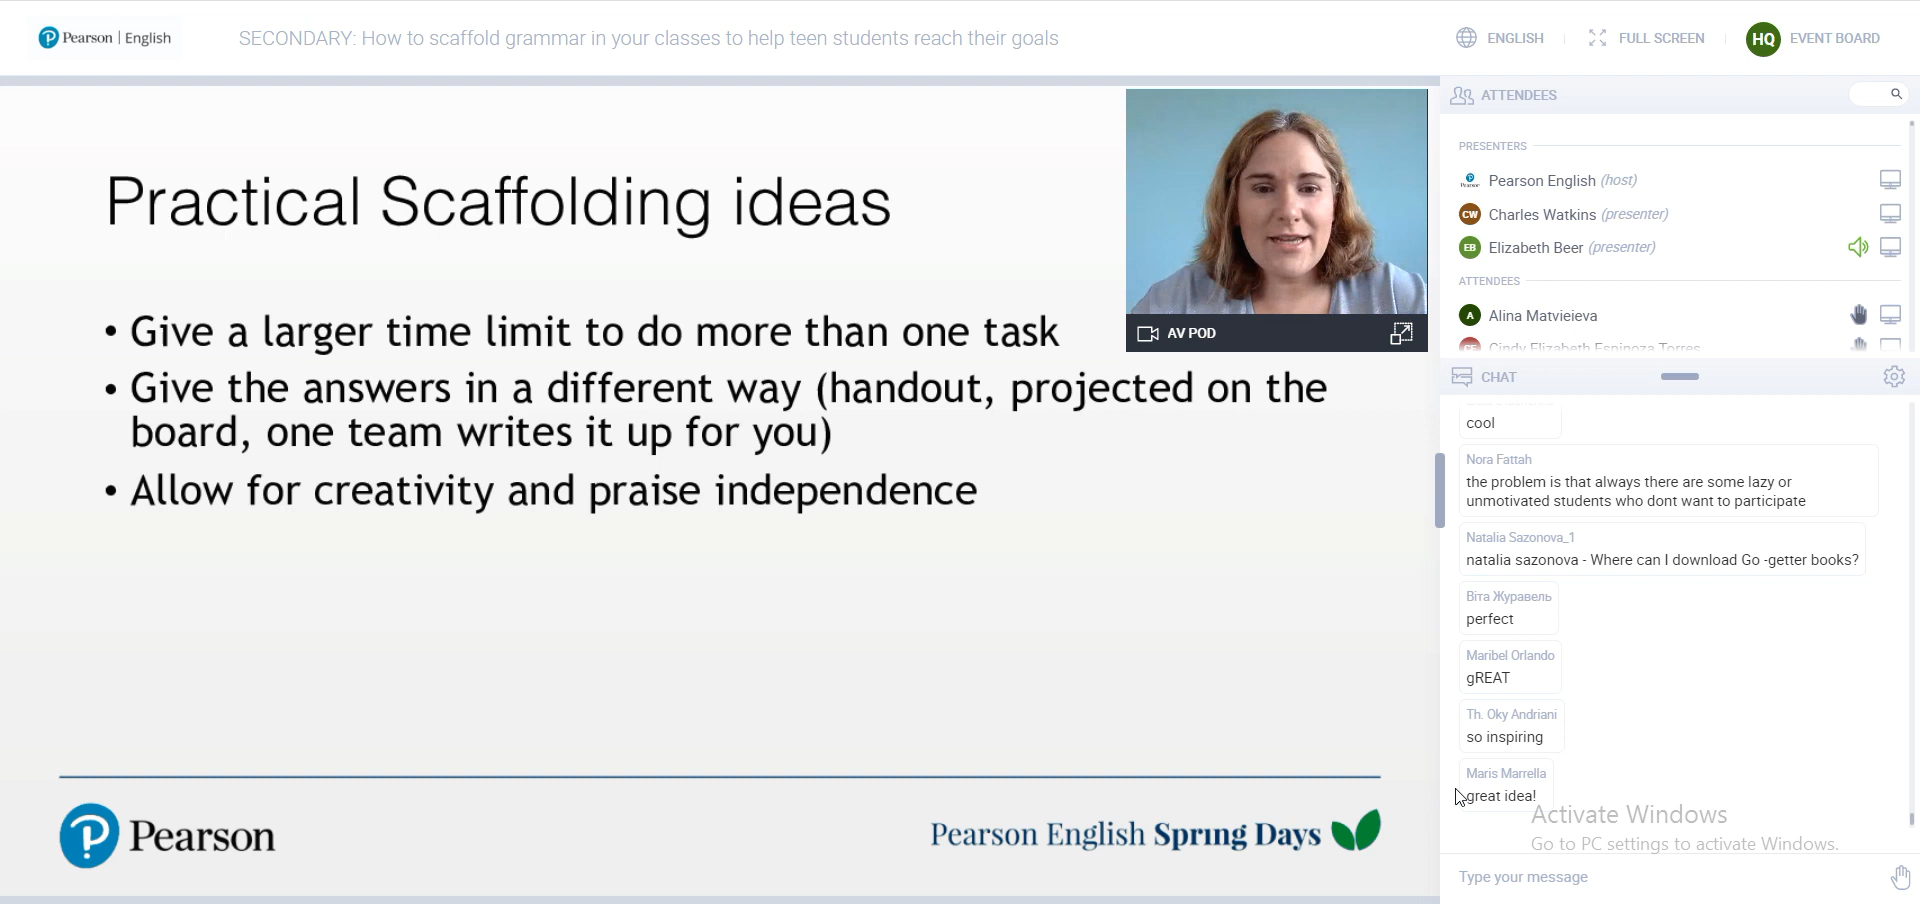 Pearson | English
SECONDARY: How to scaffold grammar in your classes to help teen students reach their goals
ENGLISH
FULL SCREEN
HQ
EVENT BOARD
Practical Scaffolding ideas
• Give a larger time limit to do more than one task
• Give the answers in a different way (handout, projected on the
board, one team writes it up for you)
• Allow for creativity and praise independence
AV POD
Pearson
Pearson English Spring Days
ATTENDEES
PRESENTERS
Pearson
Pearson English (host)
CW
Charles Watkins (presenter)
EB
Elizabeth Beer (presenter)
ATTENDEES
A
Alina Matvieieva
CE
Cindy Elizabeth Espinoza Torres
CHAT
cool
Nora Fattah
the problem is that always there are some lazy or
unmotivated students who dont want to participate
Natalia Sazonova_1
natalia sazonova - Where can I download Go -getter books?
Віта Журавель
perfect
Maribel Orlando
gREAT
Th. Oky Andriani
so inspiring
Maris Marrella
great idea!
Activate Windows
Go to PC settings to activate Windows.
Type your message